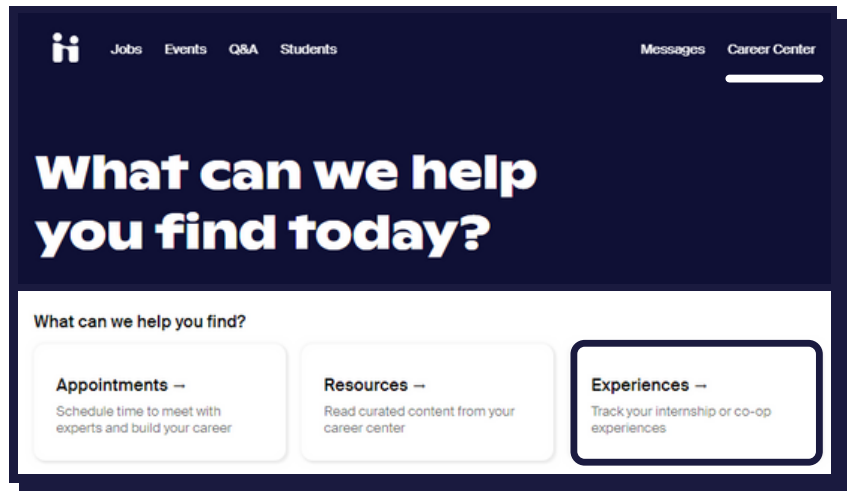 Jobs Events Q&A Students Messages Career Center
What can we help
you find today?
What can we help you find?
Appointments →
Schedule time to meet with
experts and build your career
Resources →
Read curated content from your
career center
Experiences →
Track your internship or co-op
experiences